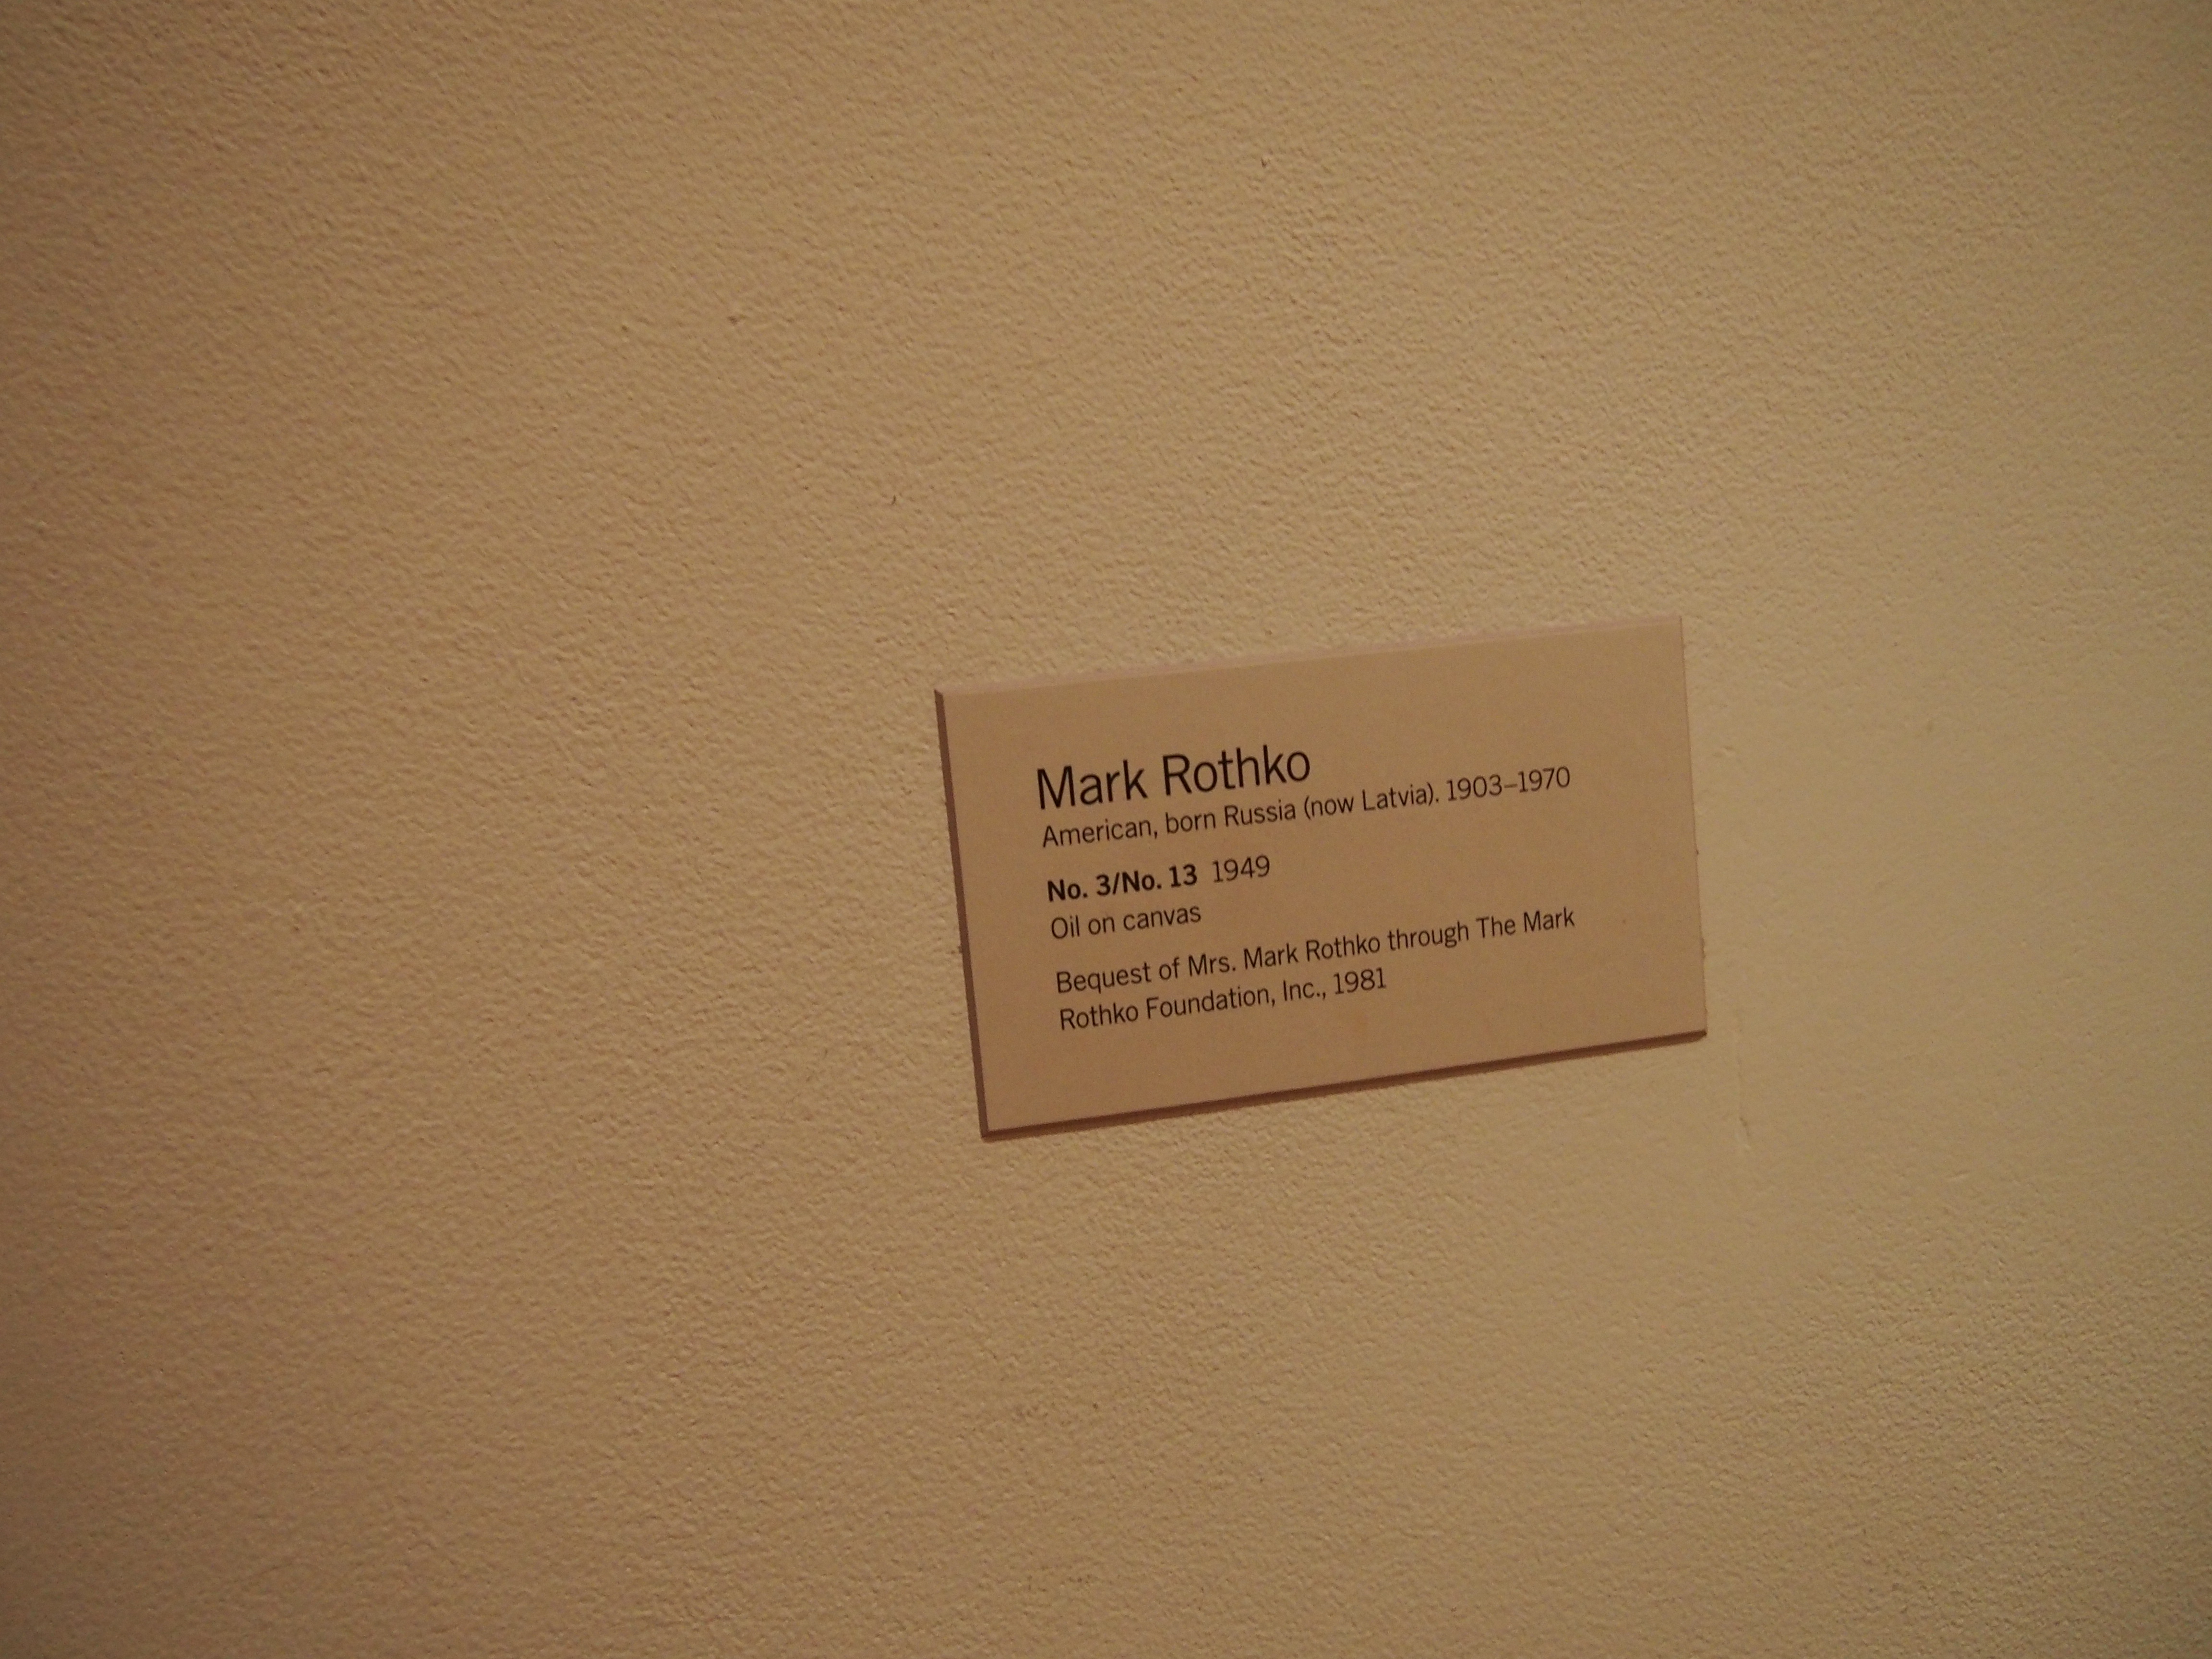 Mark Rothko
American, born Russia (now Latvia). 1903–1970
No. 3/No. 13 1949
Oil on canvas
Bequest of Mrs. Mark Rothko through The Mark
Rothko Foundation, Inc., 1981